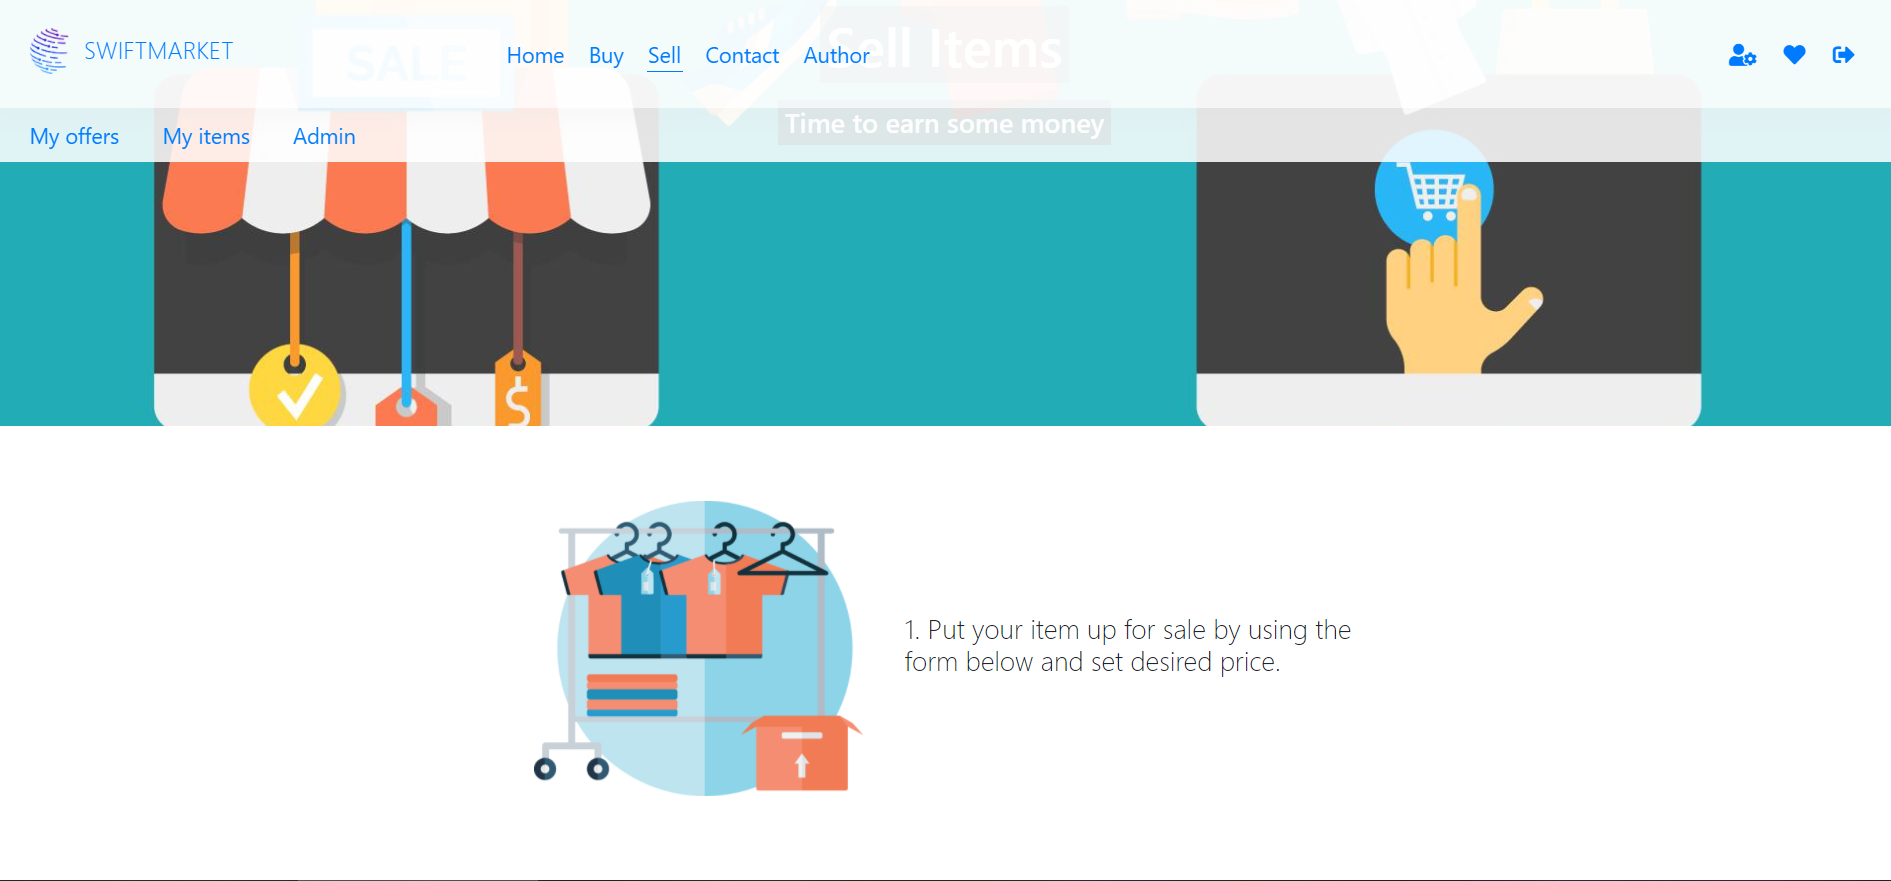 SWIFTMARKET
Home Buy Sell Contact Author
SALE
Sell Items
Time to earn some money
My offers My items Admin
$
1. Put your item up for sale by using the
form below and set desired price.